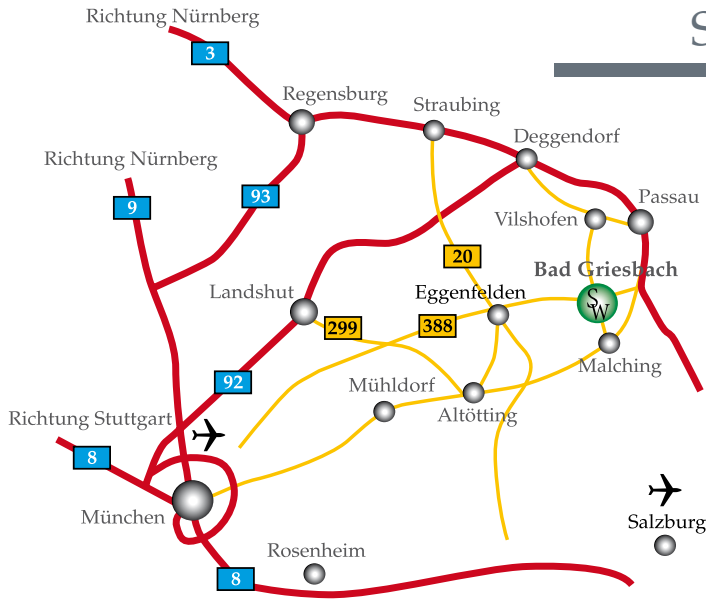 Richtung Nürnberg
S
3
Regensburg
Straubing
Deggendorf
Richtung Nürnberg
93
9
Passau
Vilshofen
20
Bad Griesbach
Landshut
Eggenfelden
S
W
299
388
Malching
92
Mühldorf
Altötting
Richtung Stuttgart
8
München
Salzburg
Rosenheim
8